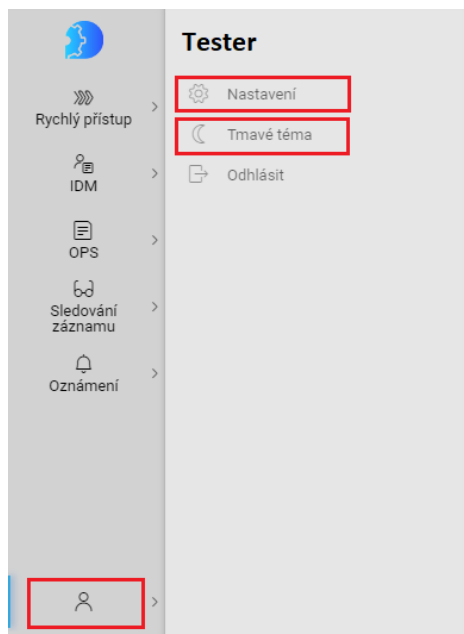 Rychlý přístup
IDM
OPS
Sledování
záznamu
Oznámení
Tester
Nastavení
Tmavé téma
Odhlásit